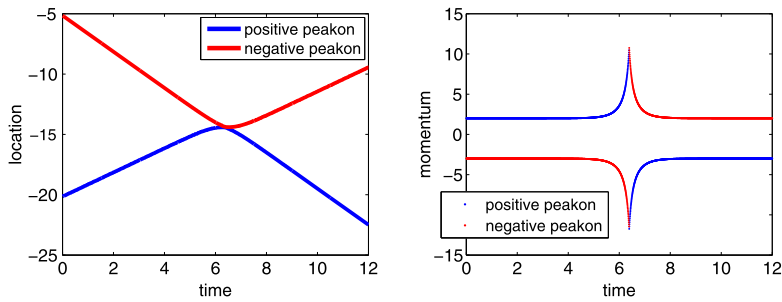 −5
−10
−15
−20
−25
location
0 2 4 6 8 10 12
time
positive peakon
negative peakon
15
10
5
0
−5
−15
momentum
0 2 4 6 8 10 12
time
positive peakon
negative peakon